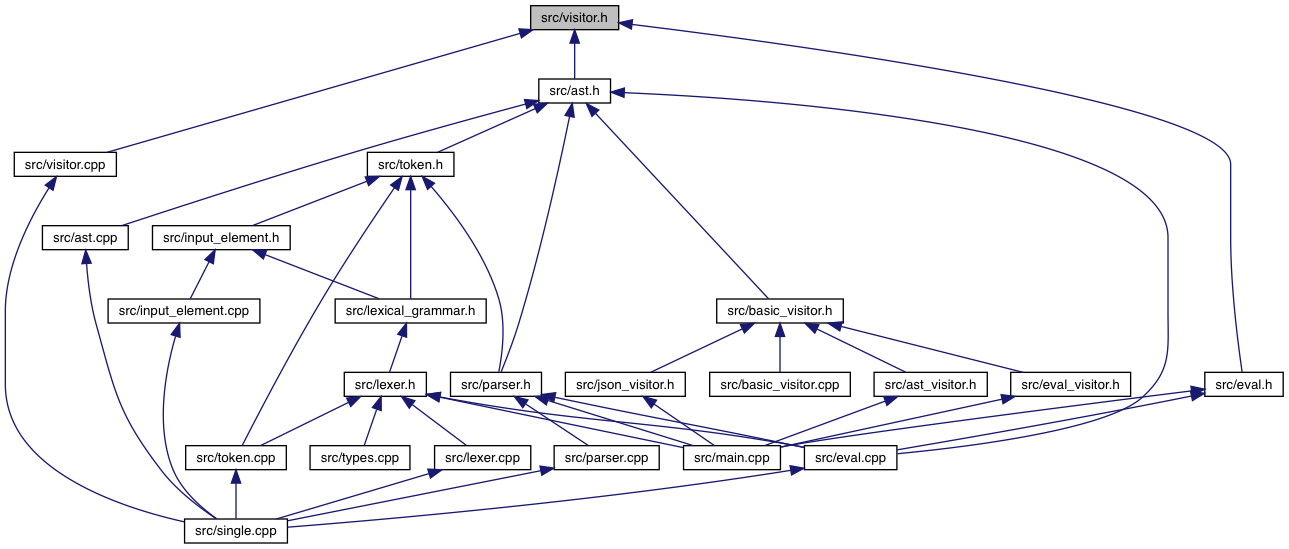 src/visitor.h
src/ast.h
src/visitor.cpp
src/token.h
src/ast.cpp
src/input_element.h
src/input_element.cpp
src/lexical_grammar.h
src/basic_visitor.h
src/lexer.h
src/parser.h
src/json_visitor.h
src/basic_visitor.cpp
src/ast_visitor.h
src/eval_visitor.h
src/eval.h
src/token.cpp
src/types.cpp
src/lexer.cpp
src/parser.cpp
src/main.cpp
src/eval.cpp
src/single.cpp